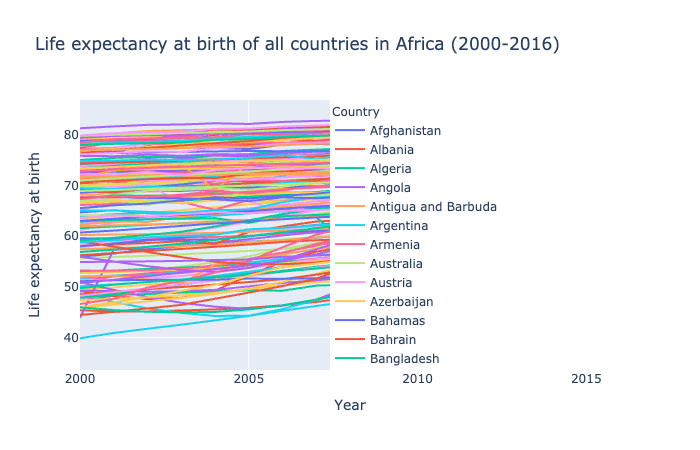 Life expectancy at birth of all countries in Africa (2000-2016)
Country
Afghanistan
Albania
Algeria
Angola
Antigua and Barbuda
Argentina
Armenia
Australia
Austria
Azerbaijan
Bahamas
Bahrain
Bangladesh
80
70
60
50
40
Life expectancy at birth
2000
2005
2010
2015
Year